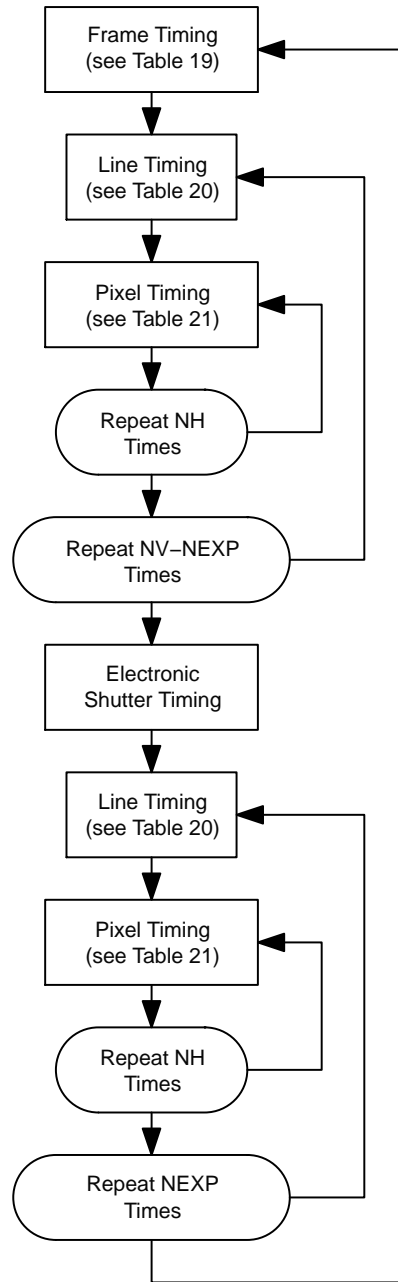 Frame Timing
(see Table 19)
Line Timing
(see Table 20)
Pixel Timing
(see Table 21)
Repeat NH
Times
Repeat NV−NEXP
Times
Electronic
Shutter Timing
Line Timing
(see Table 20)
Pixel Timing
(see Table 21)
Repeat NH
Times
Repeat NEXP
Times